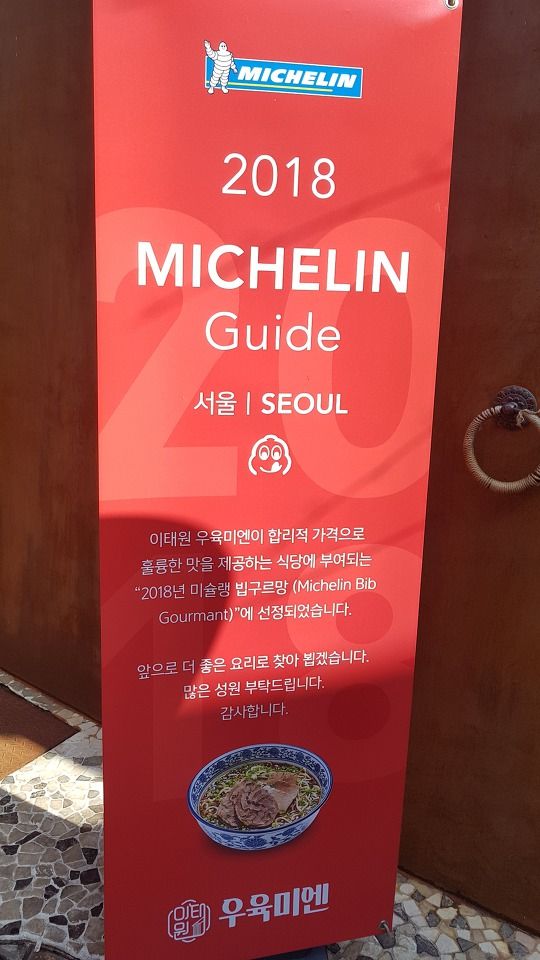 MICHELIN
2018
MICHELIN
Guide
서울 | SEOUL
2018
이태원 우육미엔이 합리적 가격으로
훌륭한 맛을 제공하는 식당에 부여되는
“2018년 미슐랭 빕구르망 (Michelin Bib
Gourmant)”에 선정되었습니다.
앞으로 더 좋은 요리로 찾아 뵙겠습니다.
많은 성원 부탁드립니다.
감사합니다.
이태원 우육미엔